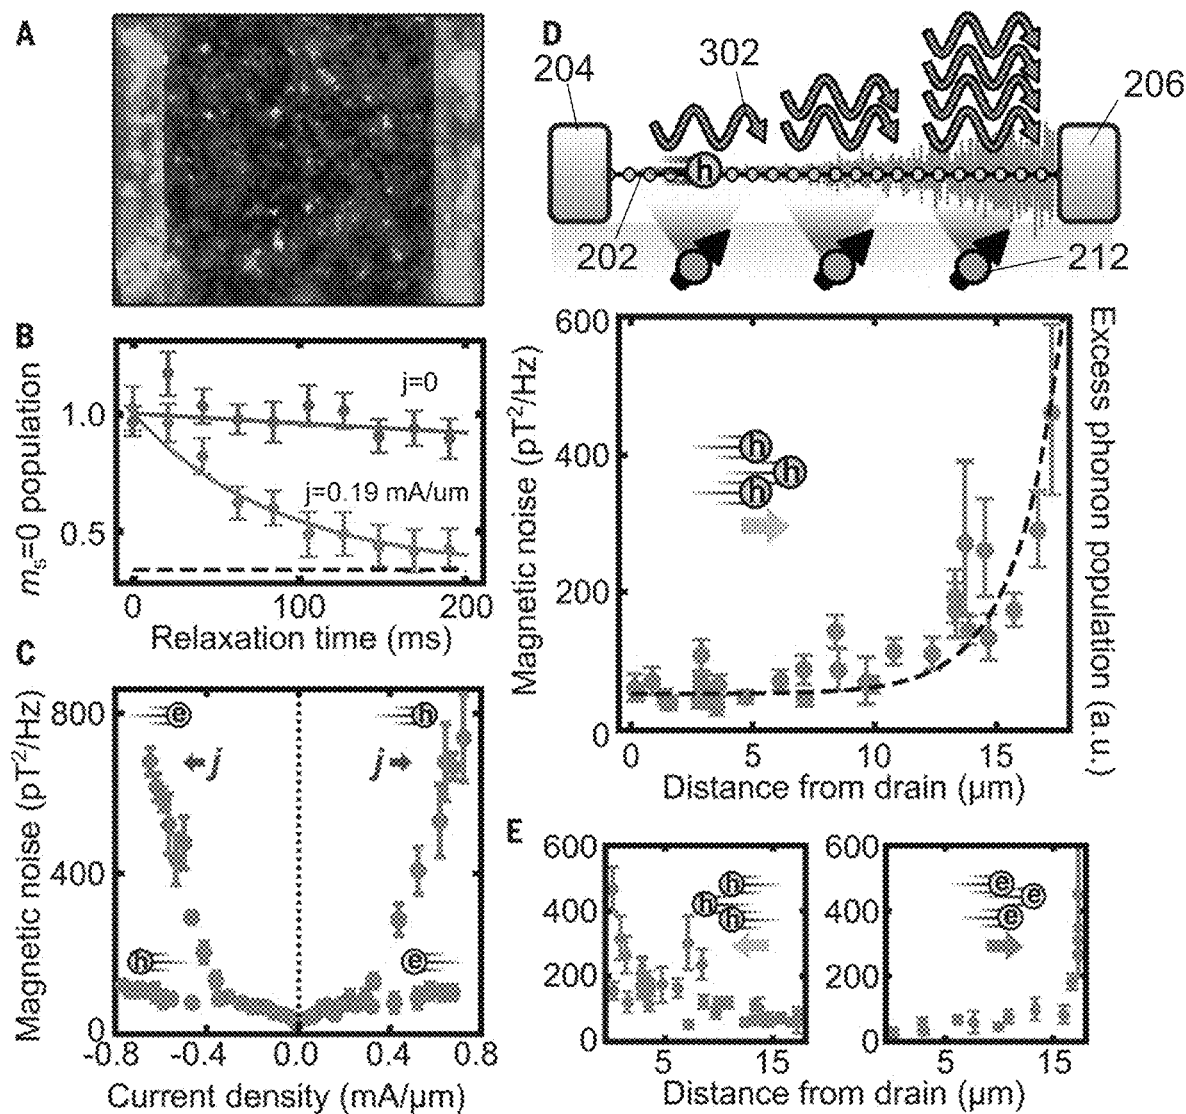 A
B
m_s=0 population
1.0
0.5
j=0
j=0.19 mA/um
0
100
200
Relaxation time (ms)
C
Magnetic noise (pT²/Hz)
800
400
0
e
h
j
j
h
e
-0.8
-0.4
0.0
0.4
0.8
Current density (mA/µm)
D
204
302
206
h
202
212
Magnetic noise (pT²/Hz)
600
400
200
0
h
h
h
0
5
10
15
Distance from drain (µm)
Excess phonon population (a.u.)
E
600
400
200
0
h
h
h
5
15
600
400
200
0
e
e
e
5
15
Distance from drain (µm)